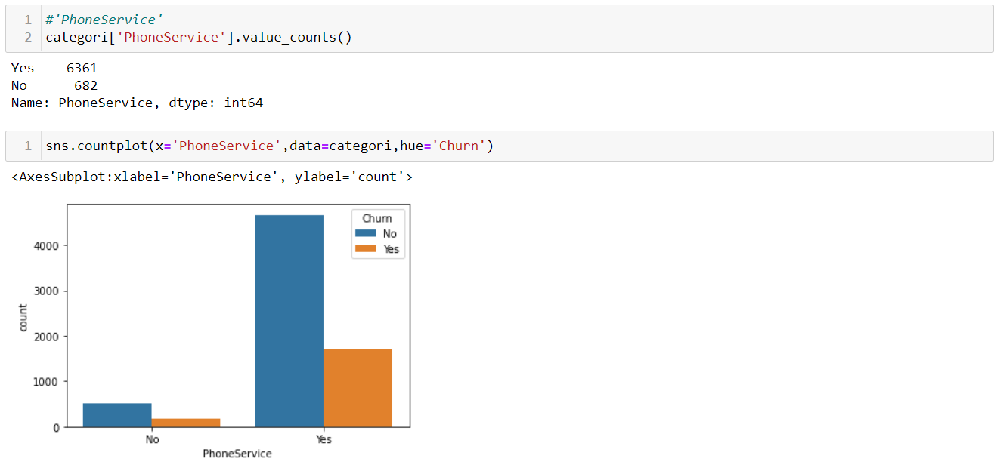 1 #'PhoneService'
2 categori['PhoneService'].value_counts()
Yes 6361
No 682
Name: PhoneService, dtype: int64
1 sns.countplot(x='PhoneService',data=categori,hue='Churn')
<AxesSubplot:xlabel='PhoneService', ylabel='count'>
Churn
No
Yes
4000
3000
2000
1000
0
count
No Yes
PhoneService